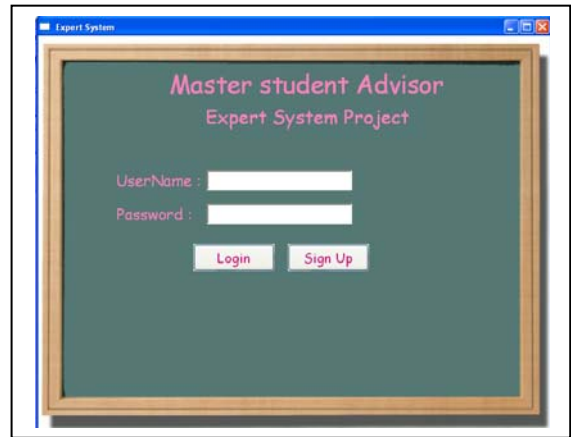 Expert System
Master student Advisor
Expert System Project
UserName :
Password :
Login Sign Up